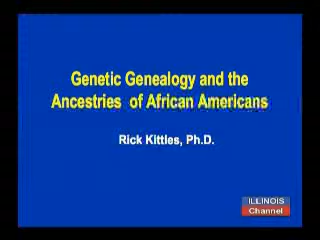 Genetic Genealogy and the
Ancestries of African Americans
Rick Kittles, Ph.D.
ILLINOIS
Channel